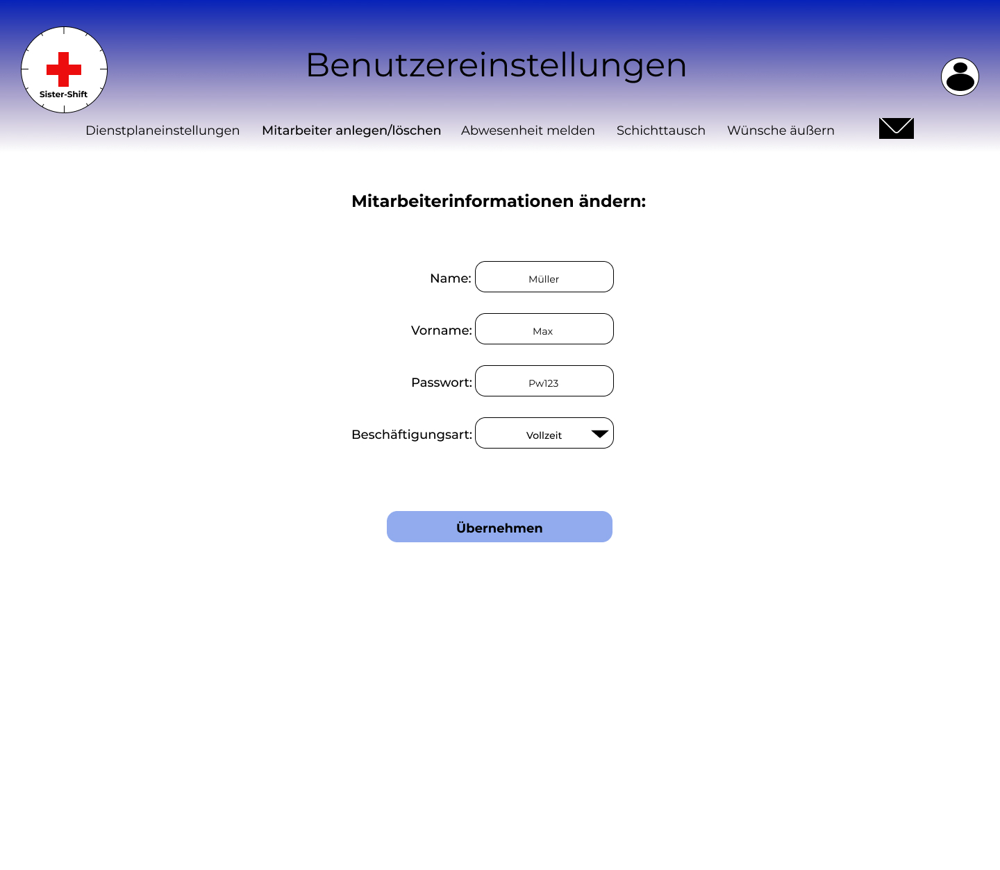 Benutzereinstellungen
Sister-Shift
Dienstplaneinstellungen Mitarbeiter anlegen/löschen Abwesenheit melden Schichttausch Wünsche äußern
Mitarbeiterinformationen ändern:
Name: Müller
Vorname: Max
Passwort: Pw123
Beschäftigungsart: Vollzeit
Übernehmen